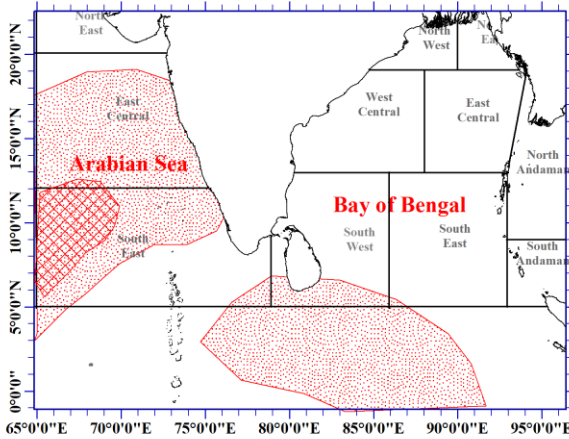 North
East
North
West
No
Ea
20°0'0"N
East
Central
West
Central
East
Central
15°0'0"N
Arabian Sea
North
Andaman
Bay of Bengal
10°0'0"N
South
East
South
West
South
East
South
Andaman
5°0'0"N
0°0'0"
65°0'0"E 70°0'0"E 75°0'0"E 80°0'0"E 85°0'0"E 90°0'0"E 95°0'0"E